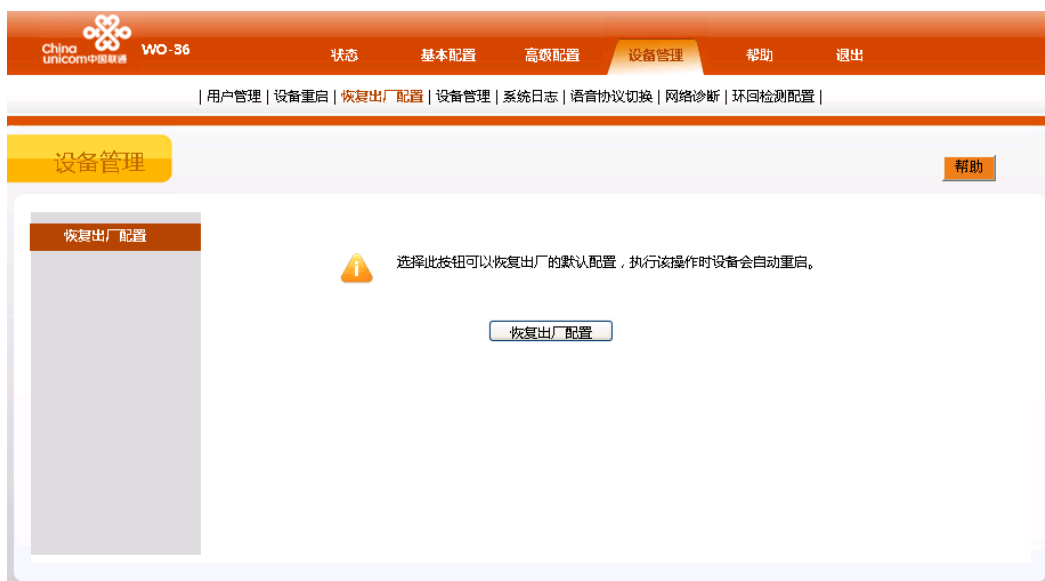 China
unicom中国联通
WO-36
状态 基本配置 高级配置 设备管理 帮助 退出
| 用户管理 | 设备重启 | 恢复出厂配置 | 设备管理 | 系统日志 | 语音协议切换 | 网络诊断 | 环回检测配置 |
设备管理
帮助
恢复出厂配置
选择此按钮可以恢复出厂的默认配置，执行该操作时设备会自动重启。
恢复出厂配置